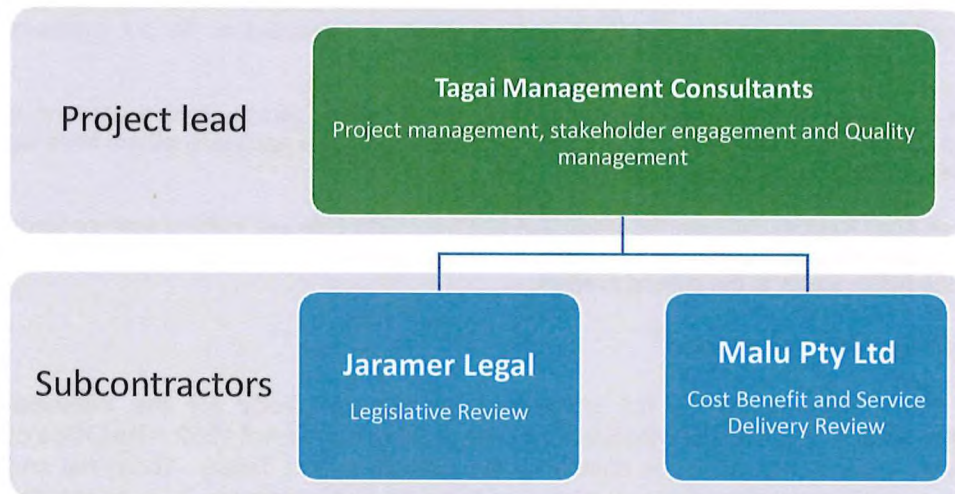 Project lead
Tagai Management Consultants
Project management, stakeholder engagement and Quality
management
Subcontractors
Jaramer Legal
Legislative Review
Malu Pty Ltd
Cost Benefit and Service
Delivery Review